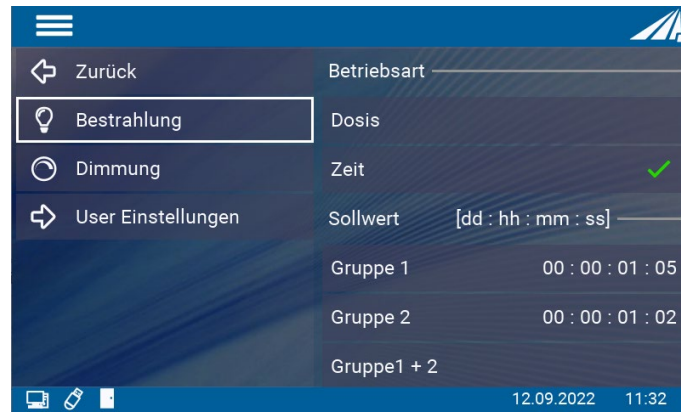 Zurück
Bestrahlung
Dimmung
User Einstellungen
Betriebsart
Dosis
Zeit
Sollwert [dd : hh : mm : ss]
Gruppe 1 00 : 00 : 01 : 05
Gruppe 2 00 : 00 : 01 : 02
Gruppe1 + 2
12.09.2022 11:32